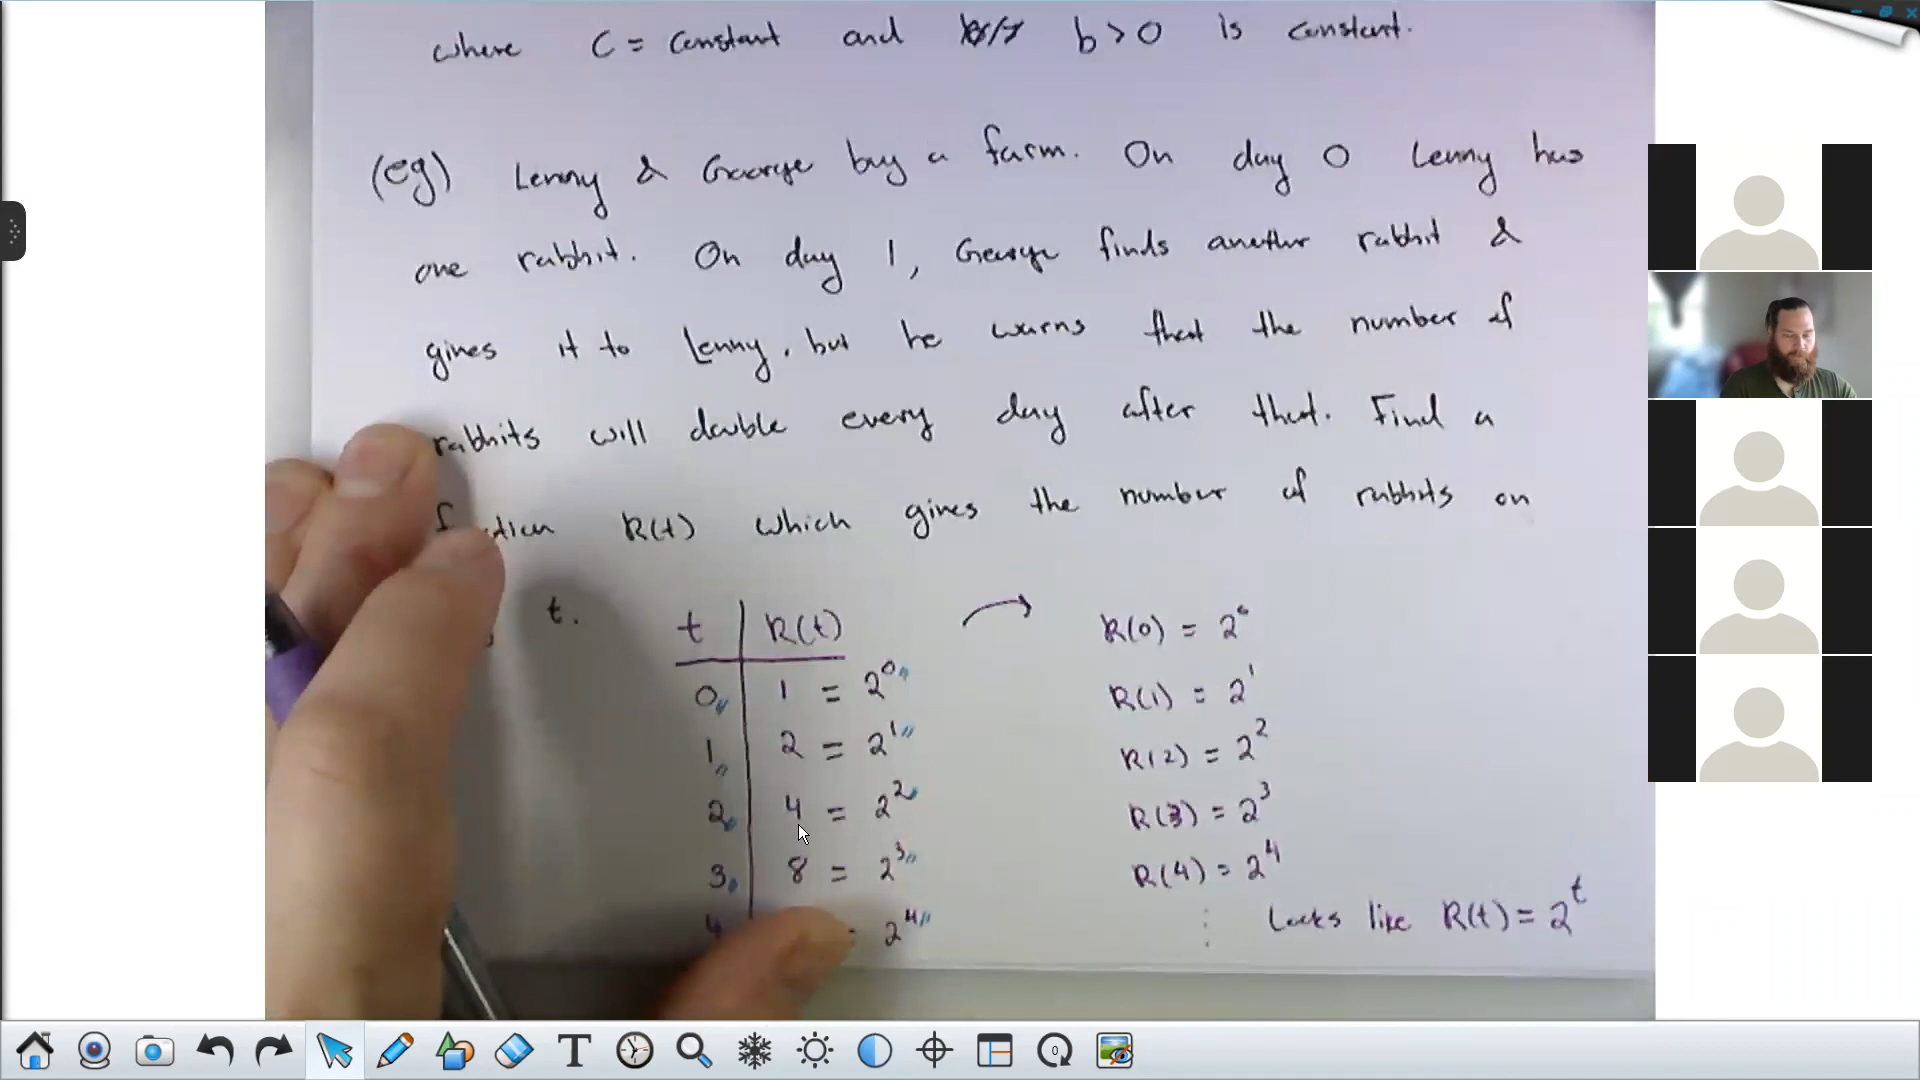 where C = constant and b > 0 is constant.
(eg) Lenny & George buy a farm. On day 0 Lenny has
one rabbit. On day 1, George finds another rabbit &
gives it to Lenny, but he warns that the number of
rabbits will double every day after that. Find a
R(t) which gives the number of rabbits on
t.
t R(t)
0 1 = 2^0
1 2 = 2^1
2 4 = 2^2
3 8 = 2^3
4 = 2^4
R(0) = 2^0
R(1) = 2^1
R(2) = 2^2
R(3) = 2^3
R(4) = 2^4
⋮ Looks like R(t) = 2^t
T
0